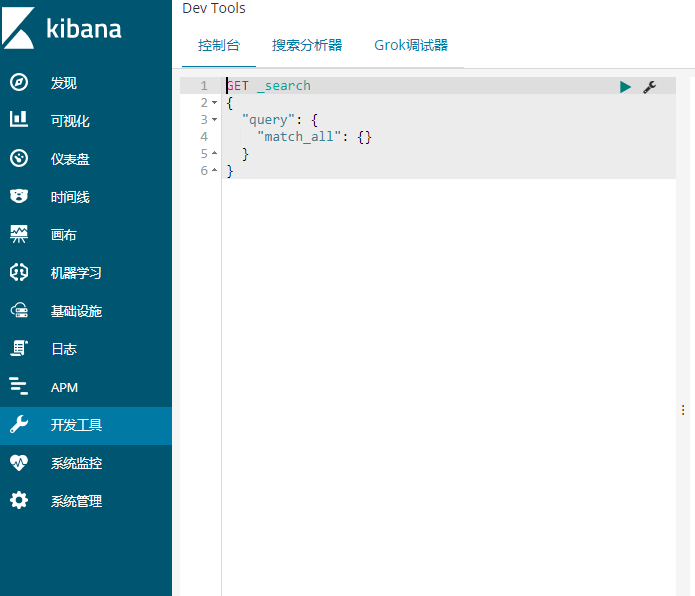 kibana
发现
可视化
仪表盘
时间线
画布
机器学习
基础设施
日志
APM
开发工具
系统监控
系统管理
Dev Tools
控制台 搜索分析器 Grok调试器
1 GET _search
2 {
3 "query": {
4 "match_all": {}
5 }
6 }